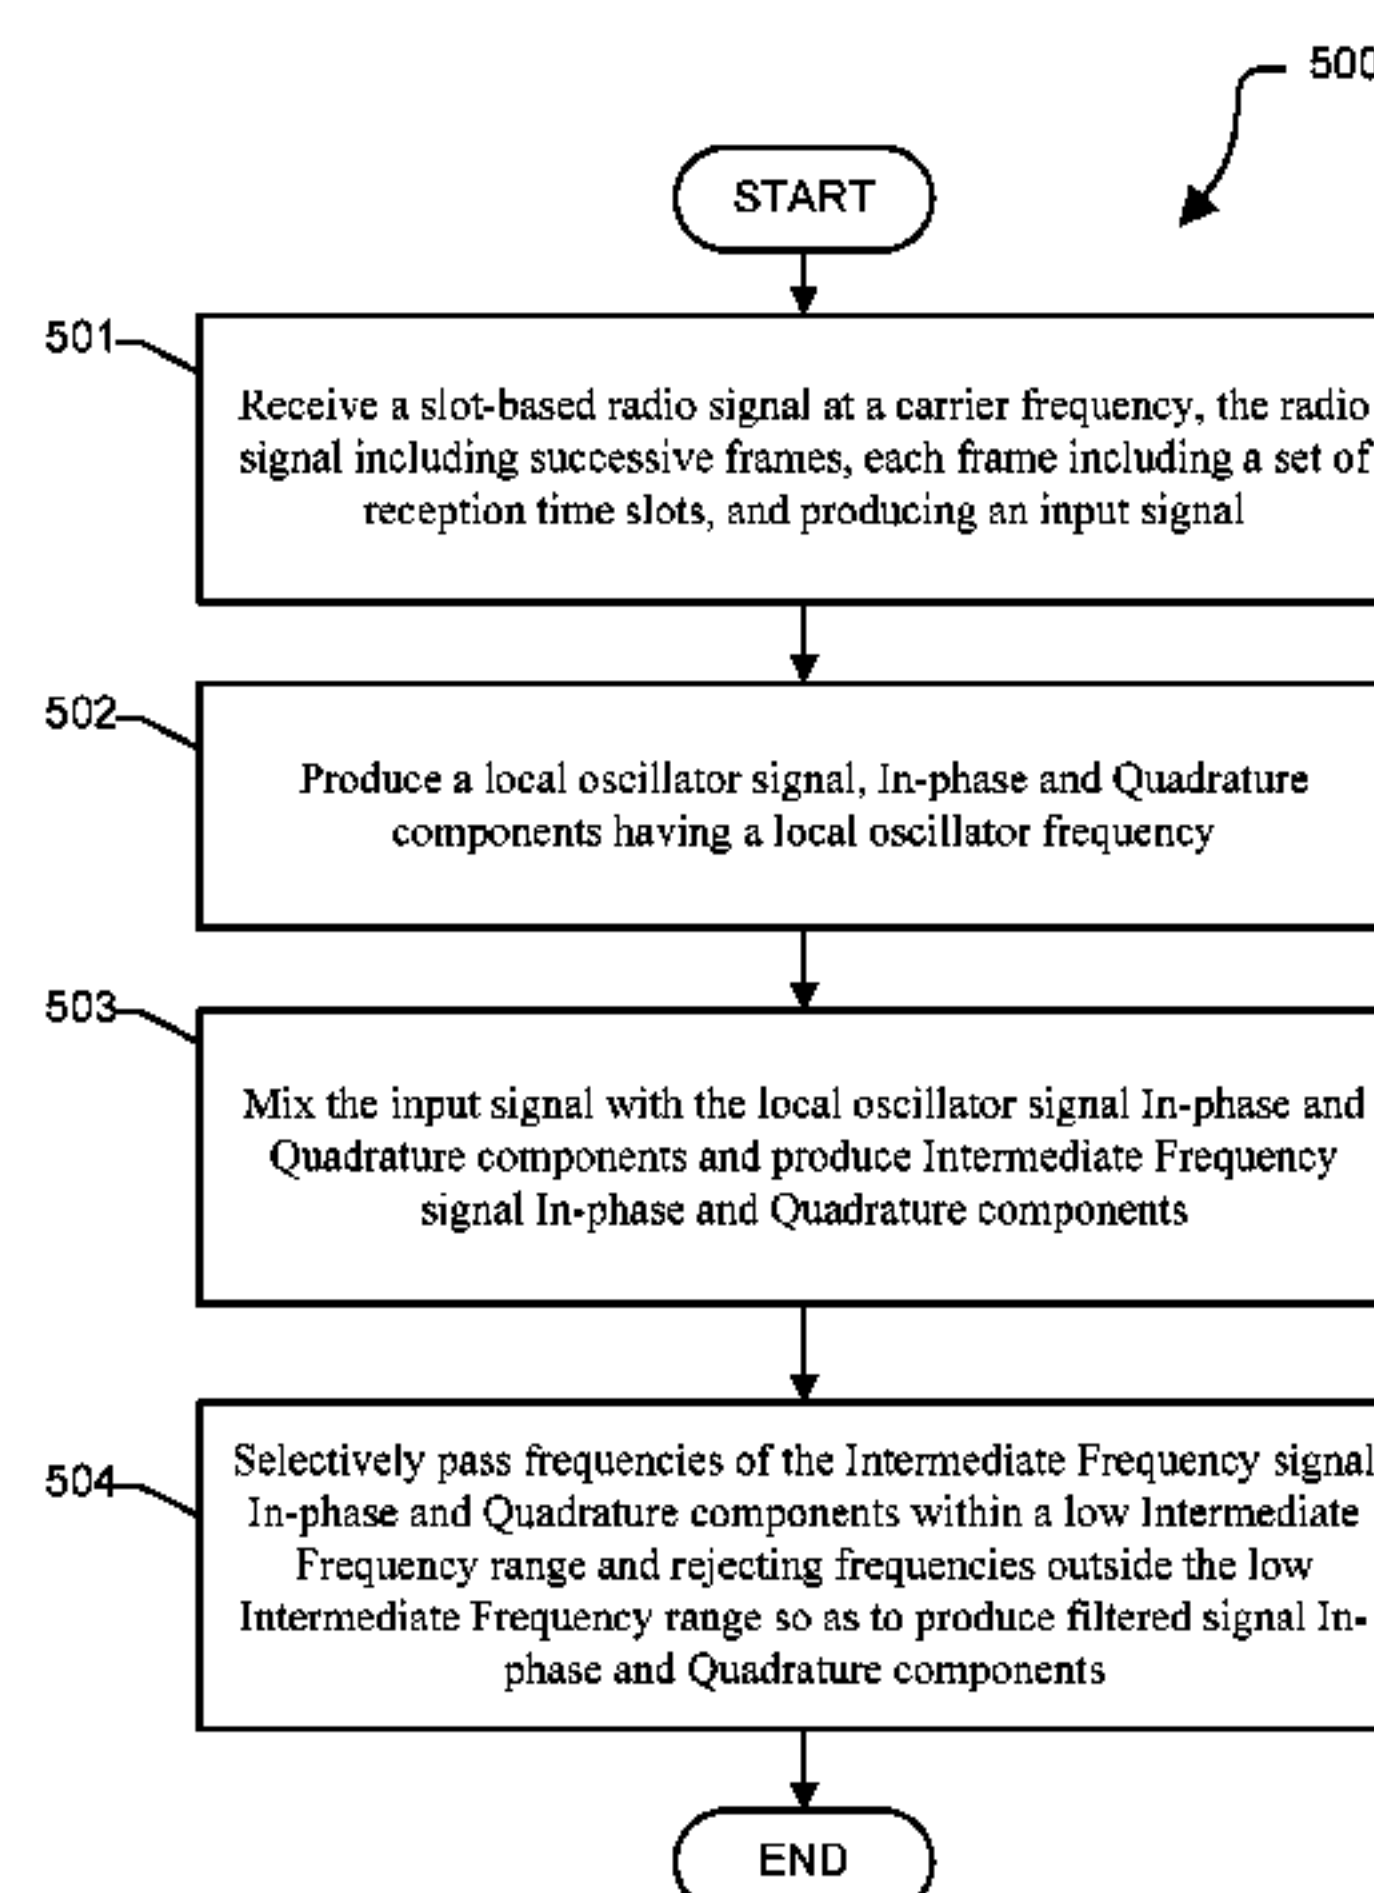 500
START
501
Receive a slot-based radio signal at a carrier frequency, the radio
signal including successive frames, each frame including a set of
reception time slots, and producing an input signal
502
Produce a local oscillator signal, In-phase and Quadrature
components having a local oscillator frequency
503
Mix the input signal with the local oscillator signal In-phase and
Quadrature components and produce Intermediate Frequency
signal In-phase and Quadrature components
504
Selectively pass frequencies of the Intermediate Frequency signal
In-phase and Quadrature components within a low Intermediate
Frequency range and rejecting frequencies outside the low
Intermediate Frequency range so as to produce filtered signal In-
phase and Quadrature components
END